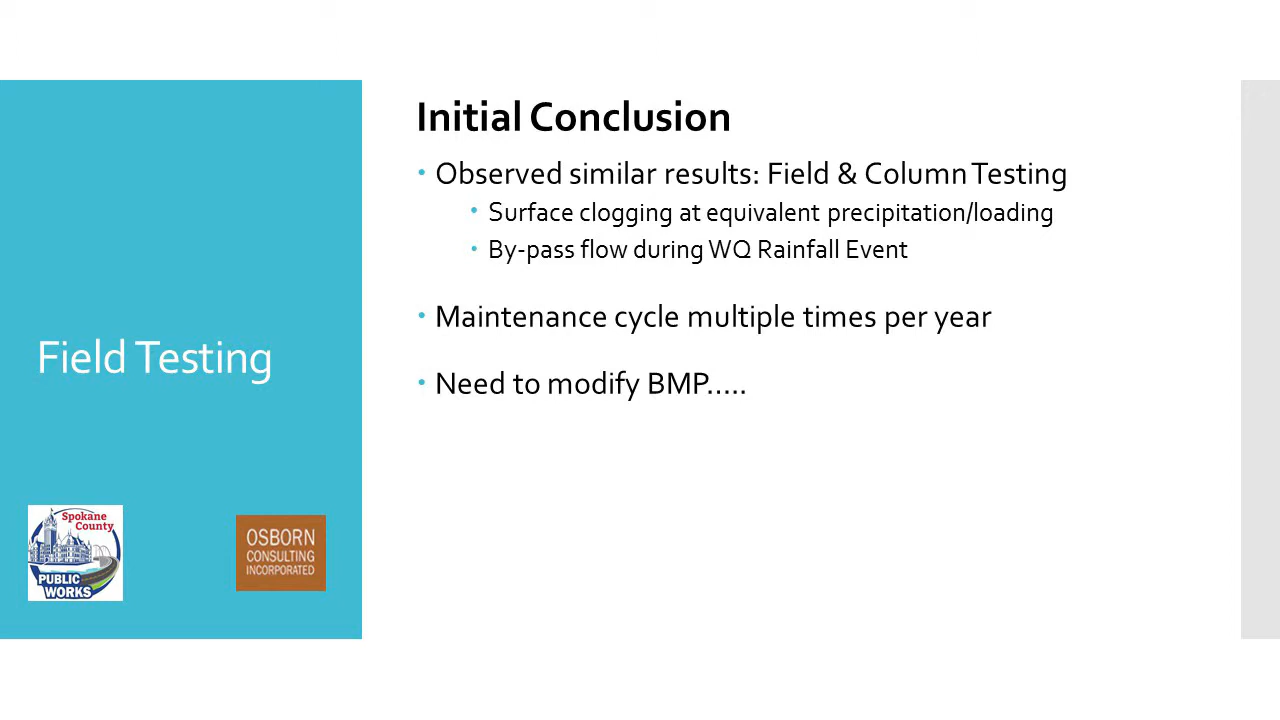 Initial Conclusion
Observed similar results: Field & Column Testing
Surface clogging at equivalent precipitation/loading
By-pass flow during WQ Rainfall Event
Maintenance cycle multiple times per year
Need to modify BMP.....
Field Testing
Spokane
County
PUBLIC
WORKS
OSBORN
CONSULTING
INCORPORATED